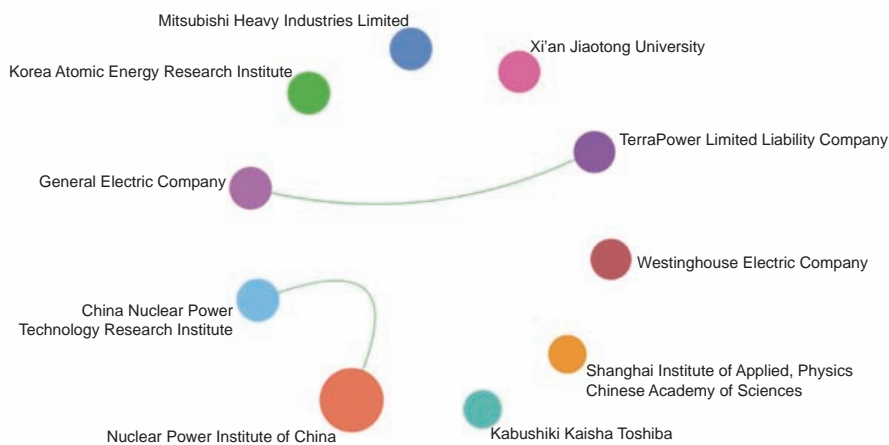 Mitsubishi Heavy Industries Limited
Xi'an Jiaotong University
Korea Atomic Energy Research Institute
TerraPower Limited Liability Company
General Electric Company
Westinghouse Electric Company
China Nuclear Power
Technology Research Institute
Shanghai Institute of Applied, Physics
Chinese Academy of Sciences
Nuclear Power Institute of China
Kabushiki Kaisha Toshiba